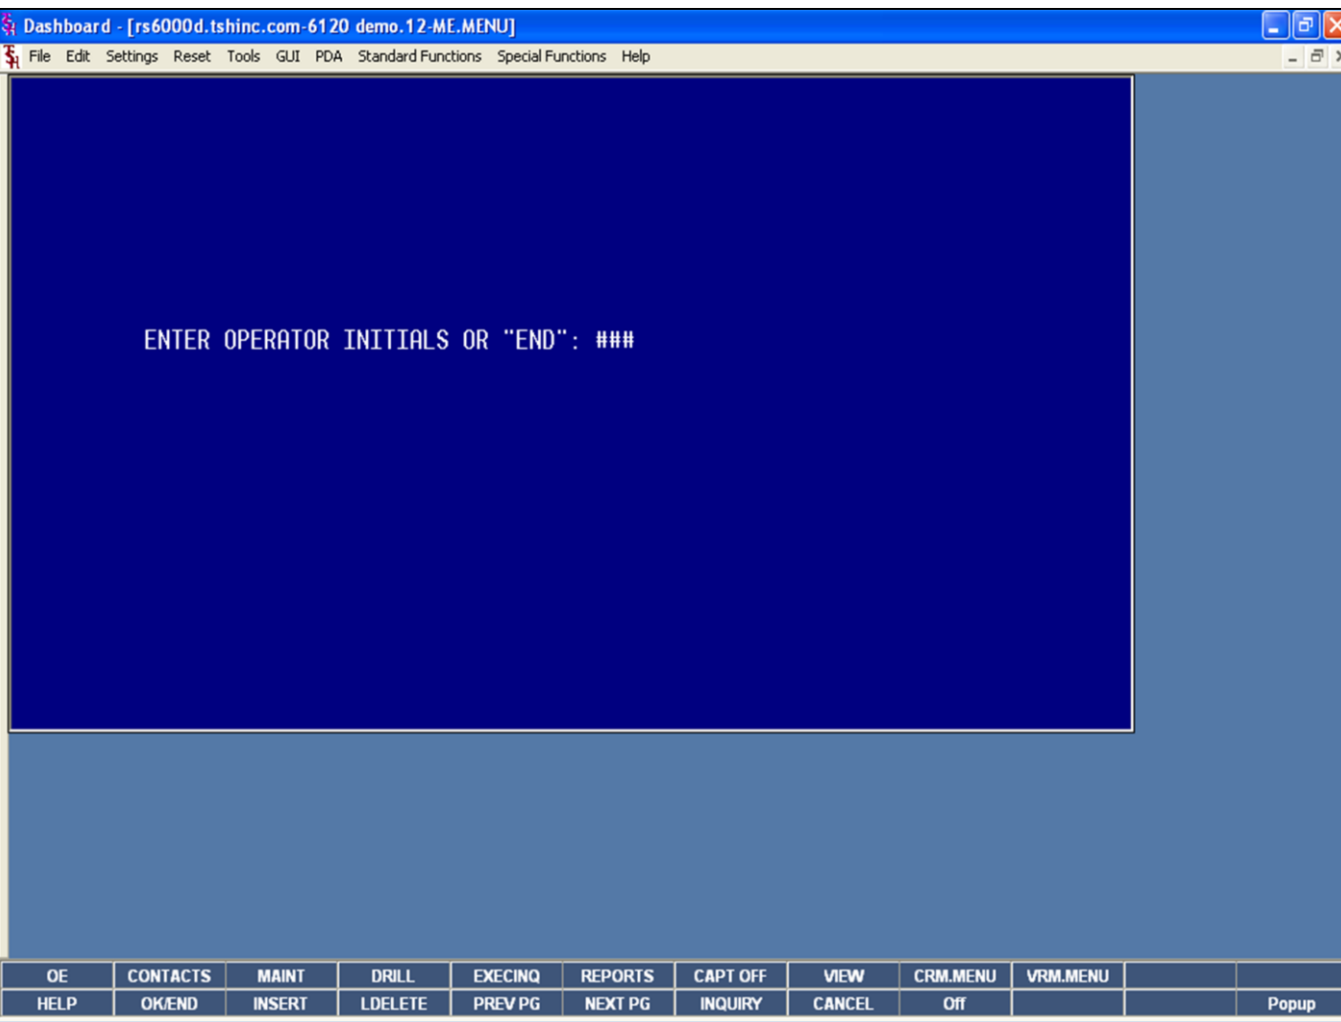 Dashboard - [rs6000d.tshinc.com-6120 demo.12-ME.MENU]
File Edit Settings Reset Tools GUI PDA Standard Functions Special Functions Help
ENTER OPERATOR INITIALS OR "END": ###
OE CONTACTS MAINT DRILL EXECINQ REPORTS CAPT OFF VIEW CRM.MENU VRM.MENU
HELP OK/END INSERT LDELETE PREV PG NEXT PG INQUIRY CANCEL Off Popup